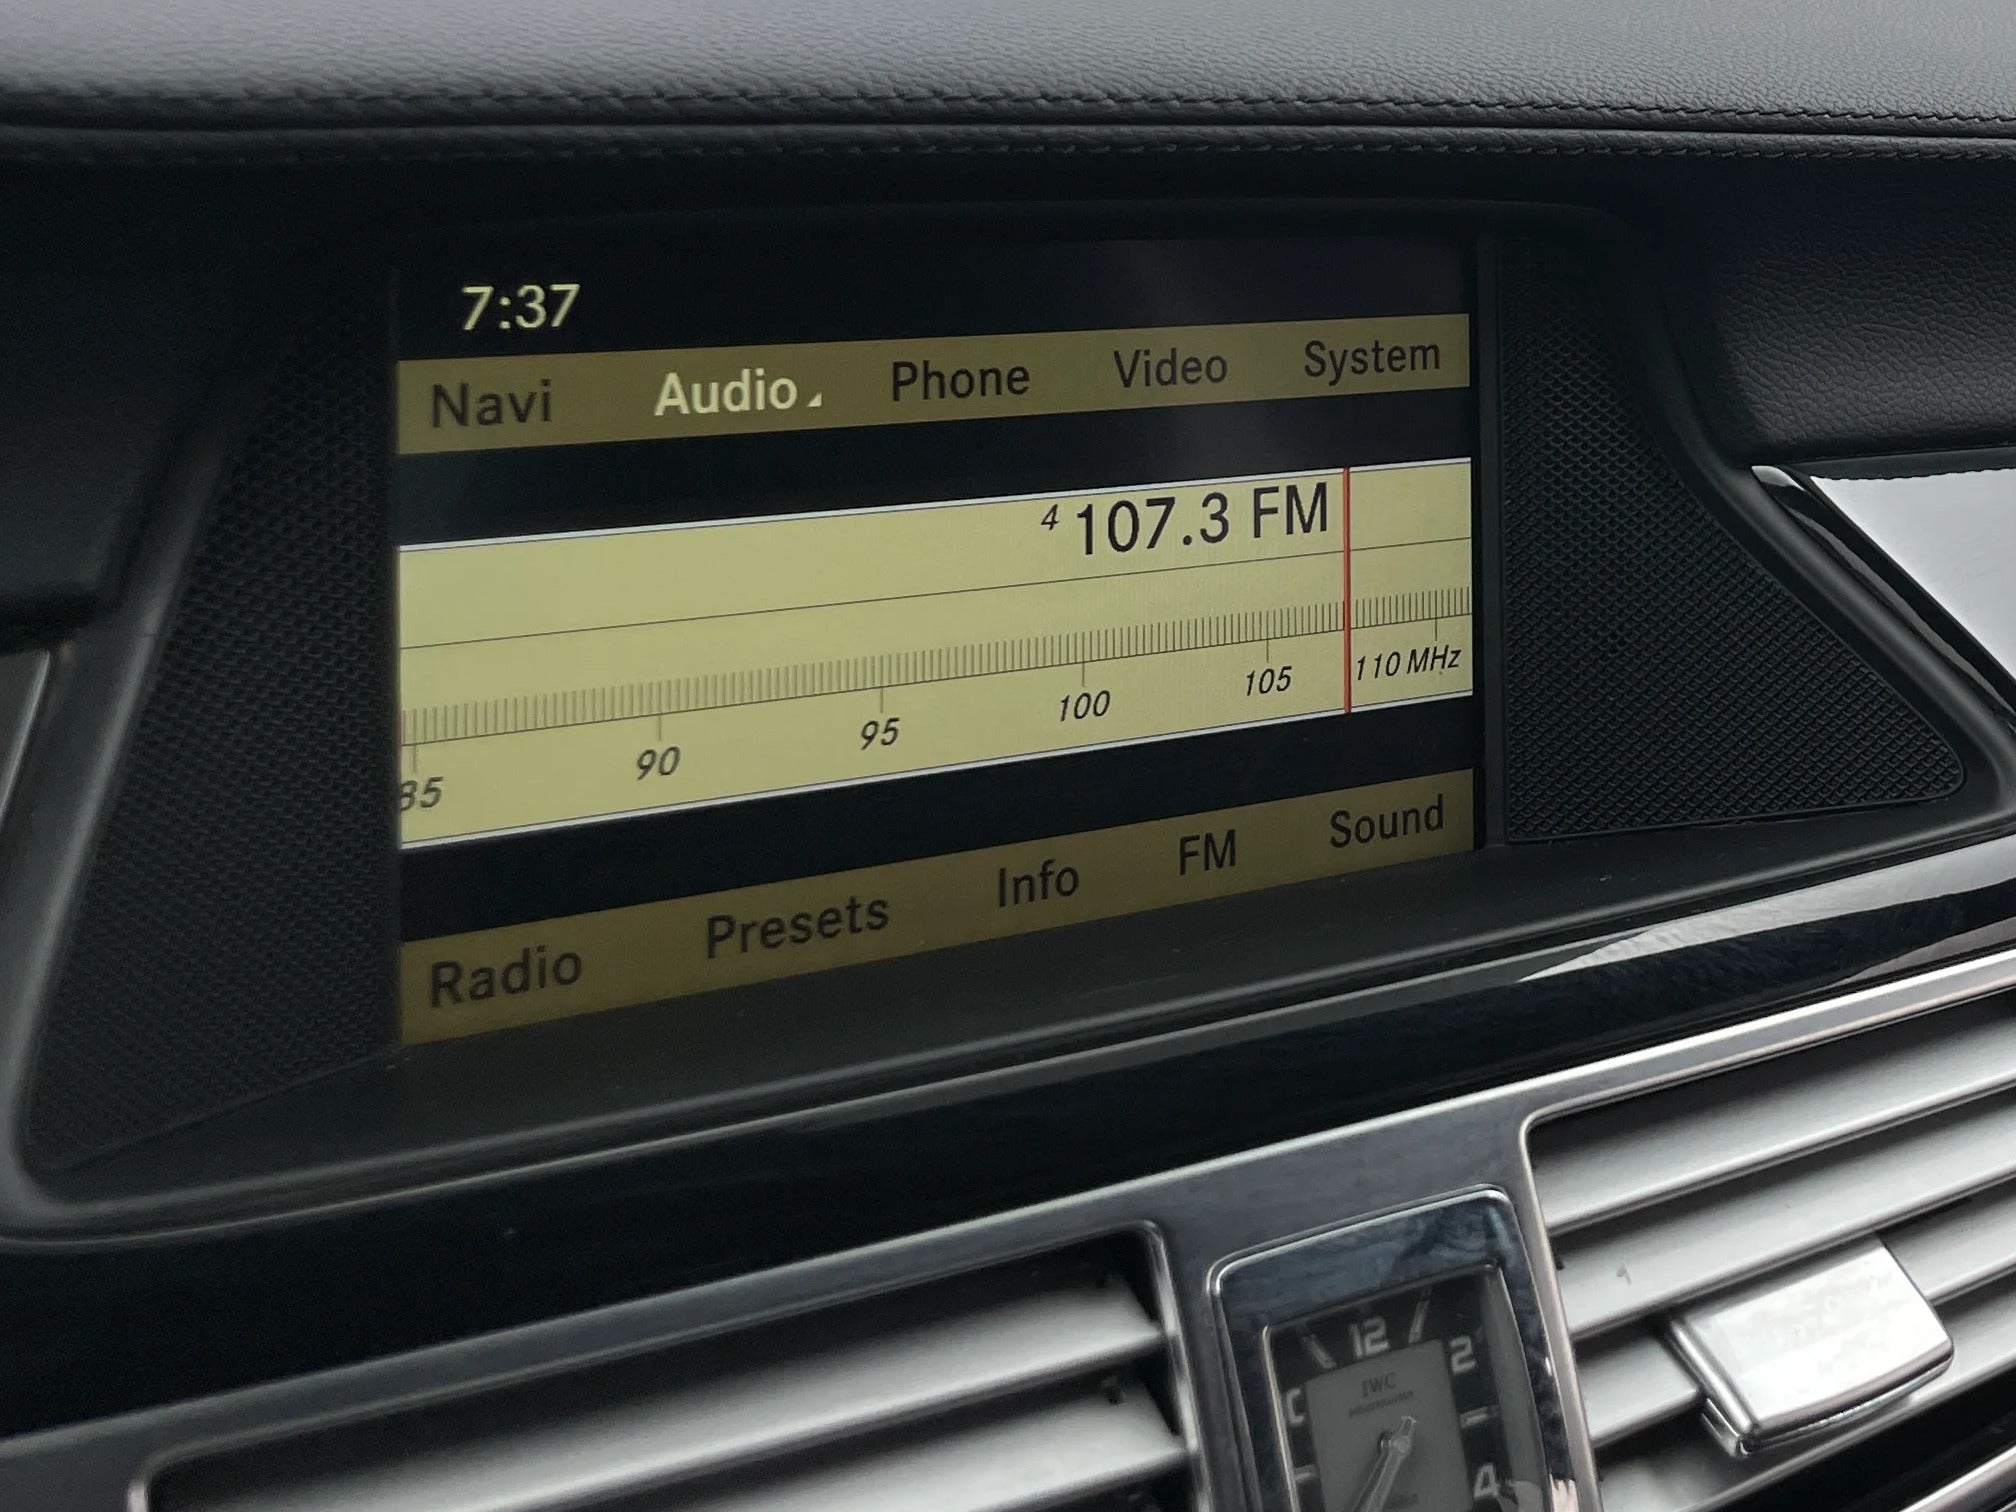 7:37
Navi Audio Phone Video System
4 107.3 FM
85 90 95 100 105 110 MHz
Radio Presets Info FM Sound
12 2
IWC
4